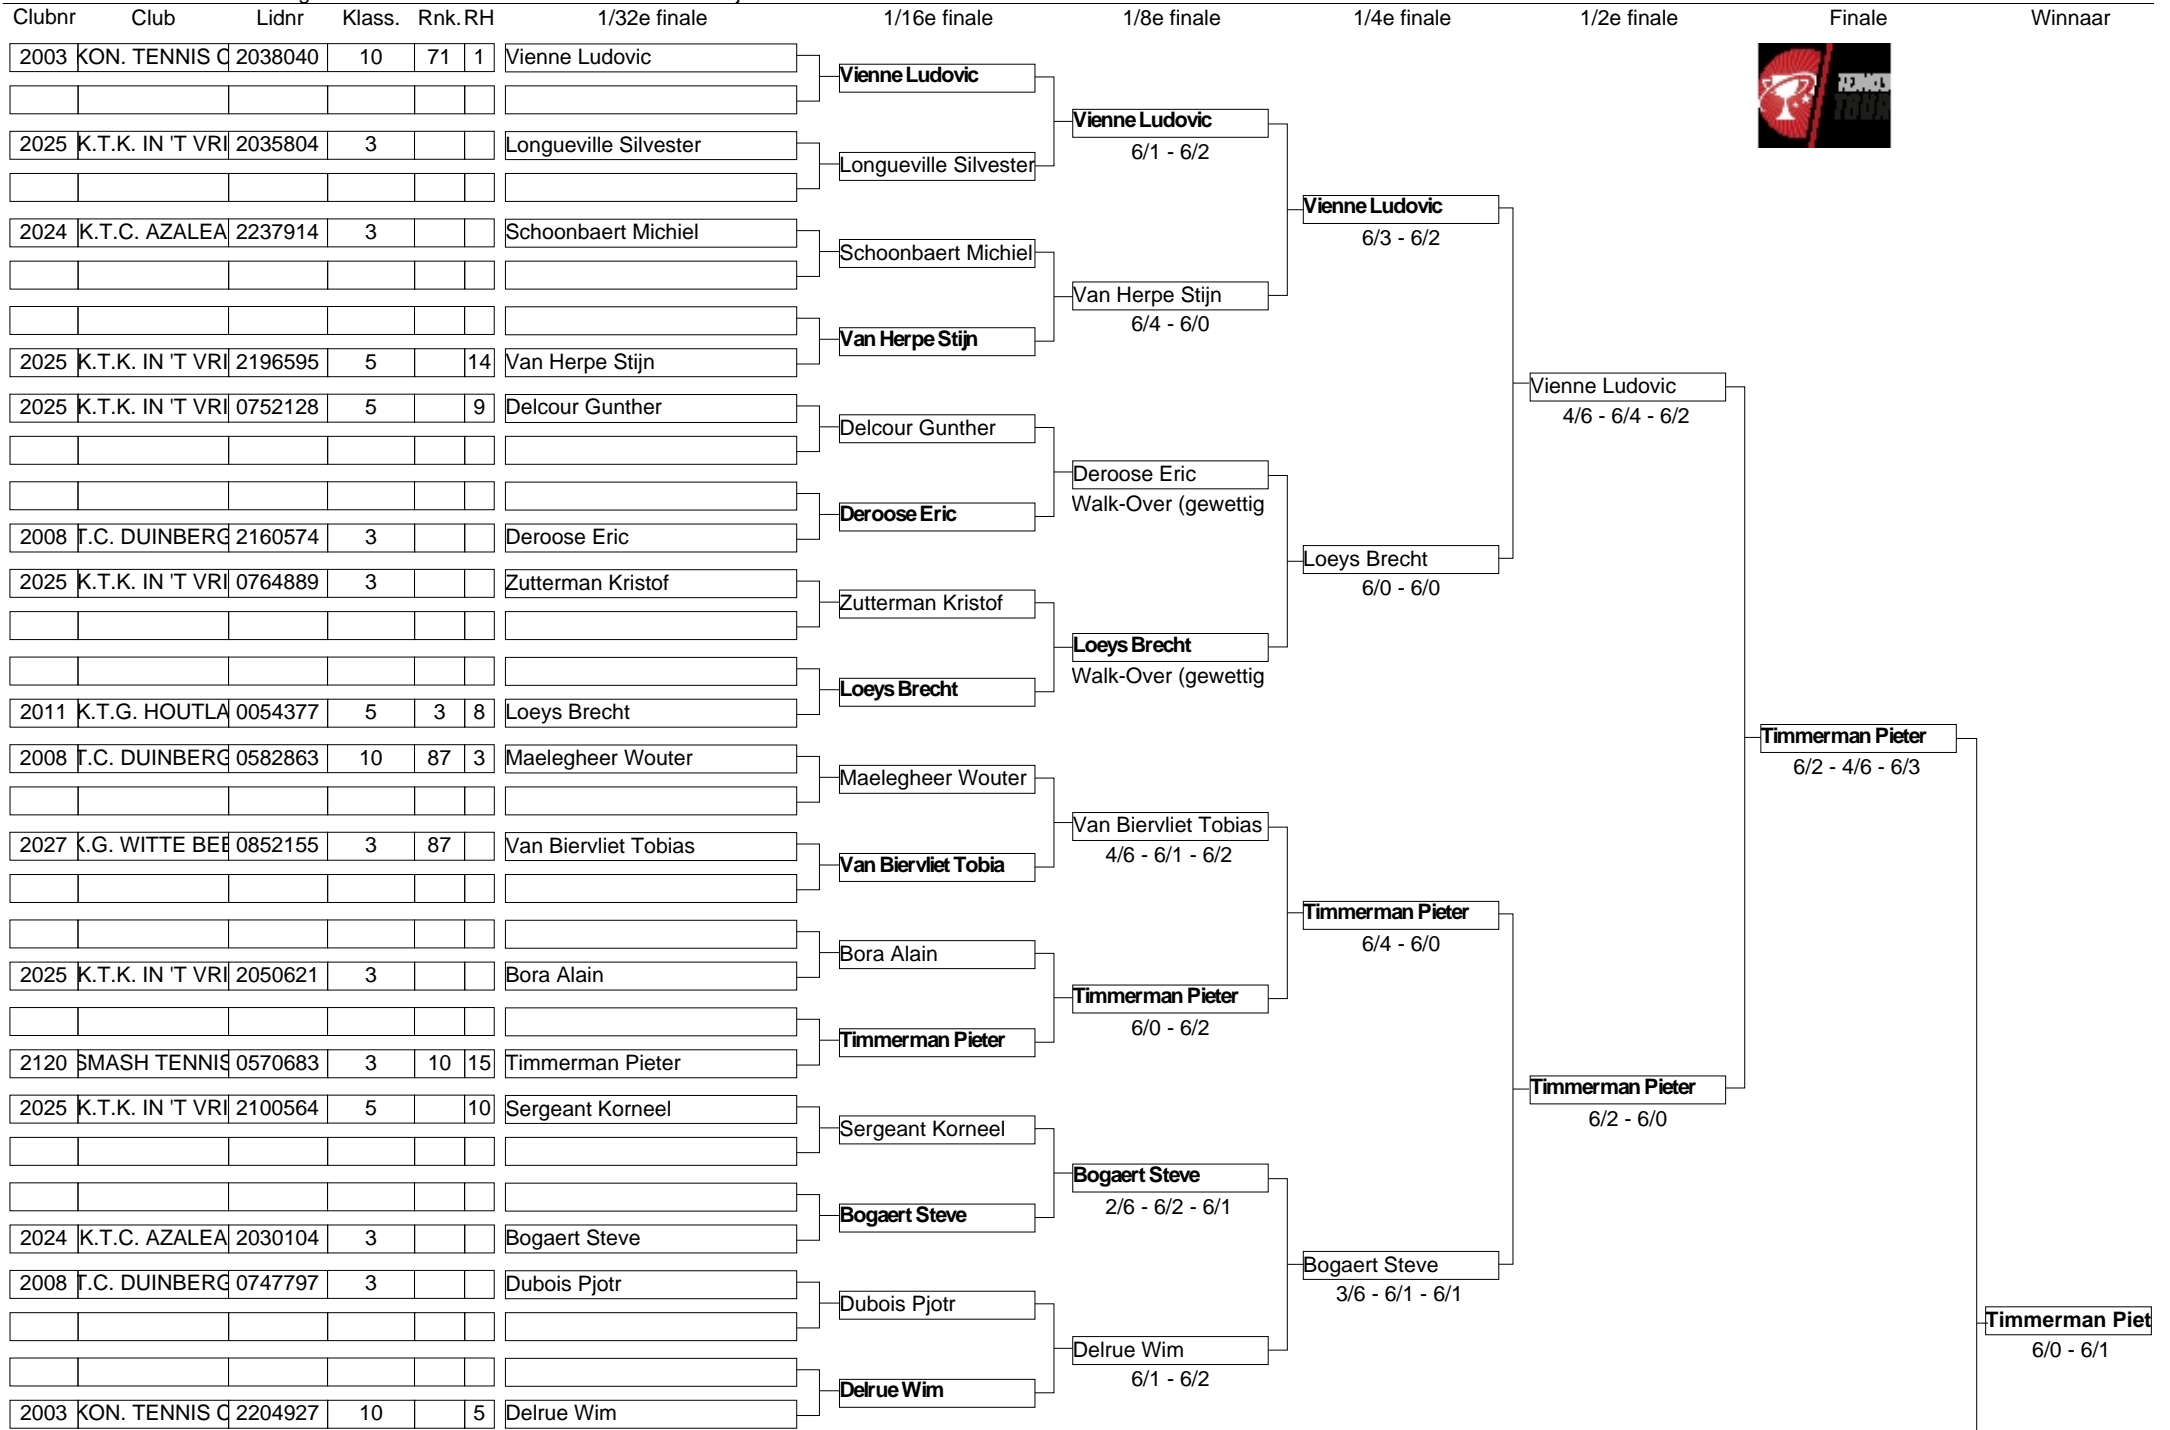 Clubnr Club Lidnr Klass. Rnk. RH 1/32e finale 1/16e finale 1/8e finale 1/4e finale 1/2e finale Finale Winnaar
2003 KON. TENNIS C 2038040 10 71 1 Vienne Ludovic
Vienne Ludovic
Vienne Ludovic
6/1 - 6/2
2025 K.T.K. IN 'T VRI 2035804 3 Longueville Silvester
Longueville Silvester
Vienne Ludovic
6/3 - 6/2
2024 K.T.C. AZALEA 2237914 3 Schoonbaert Michiel
Schoonbaert Michiel
Van Herpe Stijn
6/4 - 6/0
Van Herpe Stijn
2025 K.T.K. IN 'T VRI 2196595 5 14 Van Herpe Stijn
Vienne Ludovic
4/6 - 6/4 - 6/2
2025 K.T.K. IN 'T VRI 0752128 5 9 Delcour Gunther
Delcour Gunther
Deroose Eric
Walk-Over (gewettig
Deroose Eric
2008 T.C. DUINBERG 2160574 3 Deroose Eric
Loeys Brecht
6/0 - 6/0
2025 K.T.K. IN 'T VRI 0764889 3 Zutterman Kristof
Zutterman Kristof
Loeys Brecht
Walk-Over (gewettig
Loeys Brecht
2011 K.T.G. HOUTLA 0054377 5 3 8 Loeys Brecht
Timmerman Pieter
6/2 - 4/6 - 6/3
2008 T.C. DUINBERG 0582863 10 87 3 Maelegheer Wouter
Maelegheer Wouter
Van Biervliet Tobias
4/6 - 6/1 - 6/2
2027 K.G. WITTE BEE 0852155 3 87 Van Biervliet Tobias
Van Biervliet Tobia
Timmerman Pieter
6/4 - 6/0
Bora Alain
2025 K.T.K. IN 'T VRI 2050621 3 Bora Alain
Timmerman Pieter
6/0 - 6/2
Timmerman Pieter
2120 SMASH TENNIS 0570683 3 10 15 Timmerman Pieter
Timmerman Pieter
6/2 - 6/0
2025 K.T.K. IN 'T VRI 2100564 5 10 Sergeant Korneel
Sergeant Korneel
Bogaert Steve
2/6 - 6/2 - 6/1
Bogaert Steve
2024 K.T.C. AZALEA 2030104 3 Bogaert Steve
Bogaert Steve
3/6 - 6/1 - 6/1
2008 T.C. DUINBERG 0747797 3 Dubois Pjotr
Dubois Pjotr
Timmerman Piet
6/0 - 6/1
Delrue Wim
6/1 - 6/2
Delrue Wim
2003 KON. TENNIS C 2204927 10 5 Delrue Wim